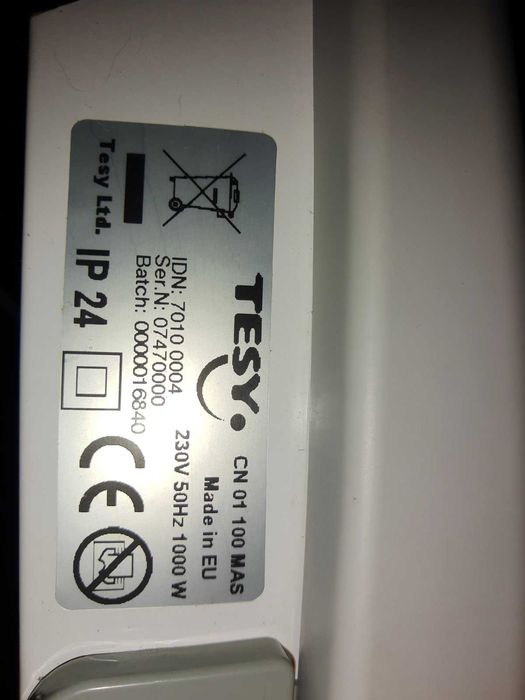 TESY
CN 01 100 MAS
Made in EU
230V 50Hz 1000 W
IDN: 7010 0004
Ser.N: 07470000
Batch: 0000016840
Tesy Ltd.
IP 24
CE